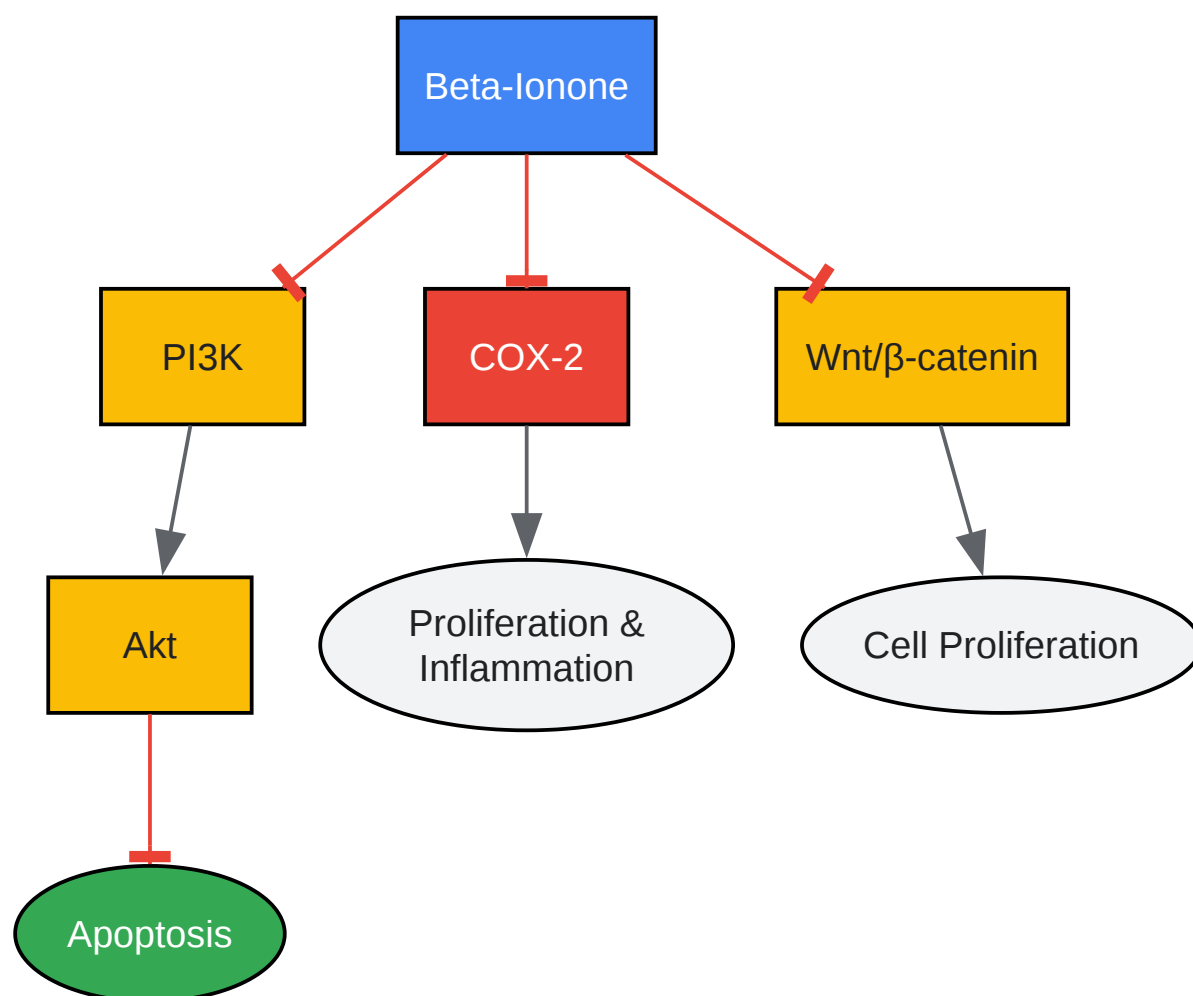 Beta-Ionone
PI3K
COX-2
Wnt/β-catenin
Akt
Proliferation &
Inflammation
Cell Proliferation
Apoptosis